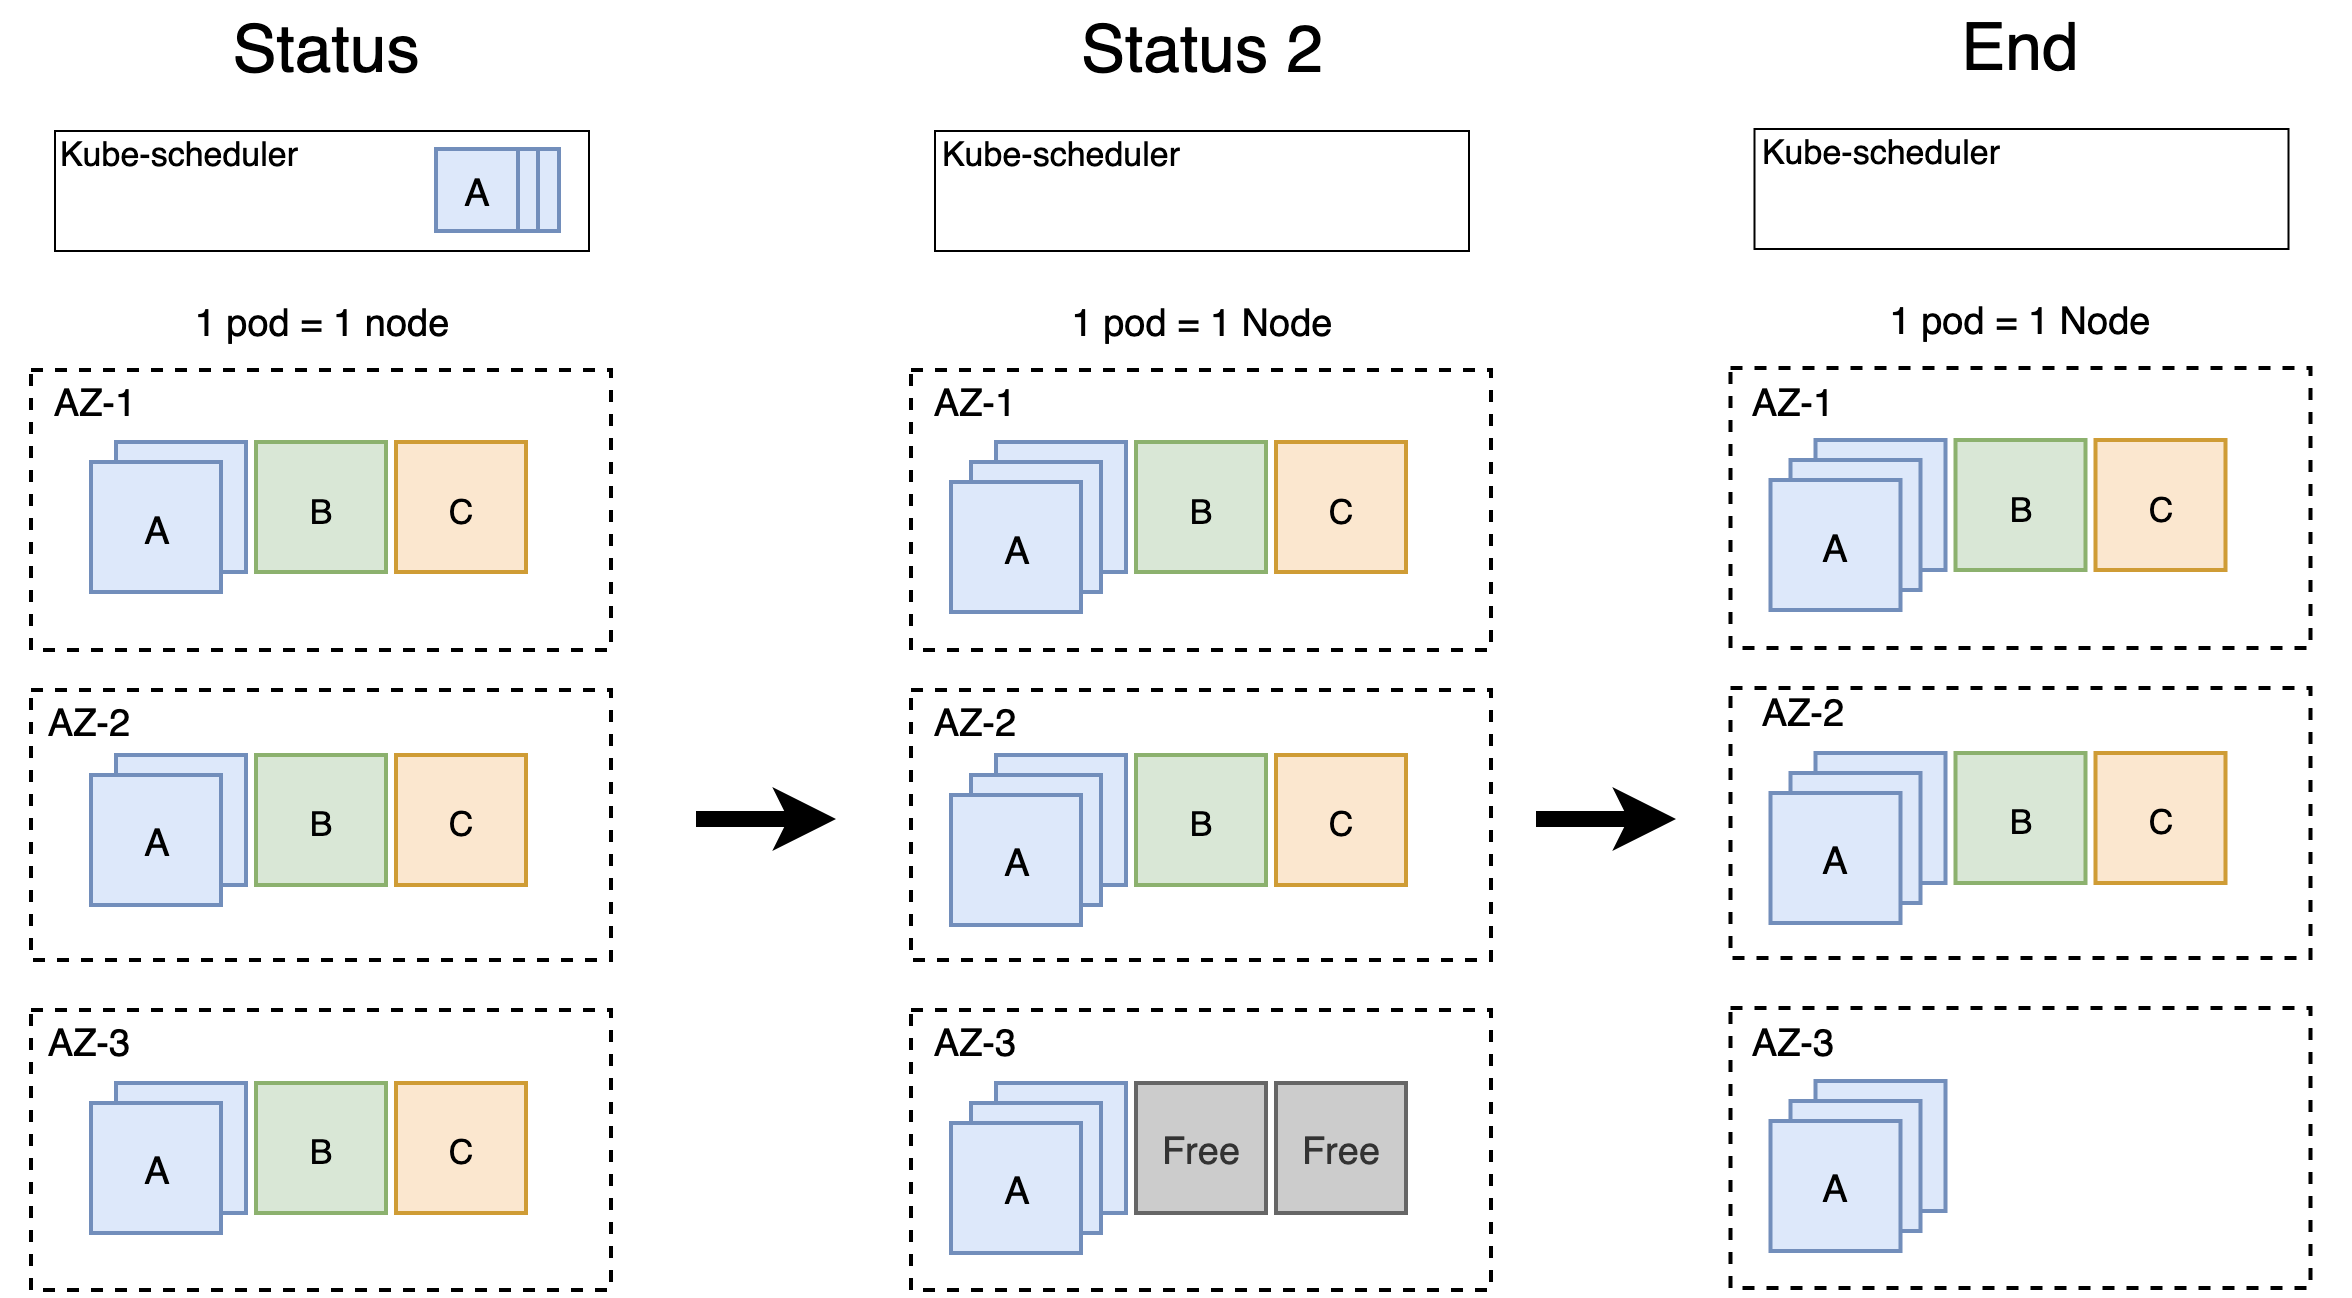 Status
Kube-scheduler
A
1 pod = 1 node
AZ-1
A
B
C
AZ-2
A
B
C
AZ-3
A
B
C
Status 2
Kube-scheduler
1 pod = 1 Node
AZ-1
A
B
C
AZ-2
A
B
C
AZ-3
A
Free
Free
End
Kube-scheduler
1 pod = 1 Node
AZ-1
A
B
C
AZ-2
A
B
C
AZ-3
A